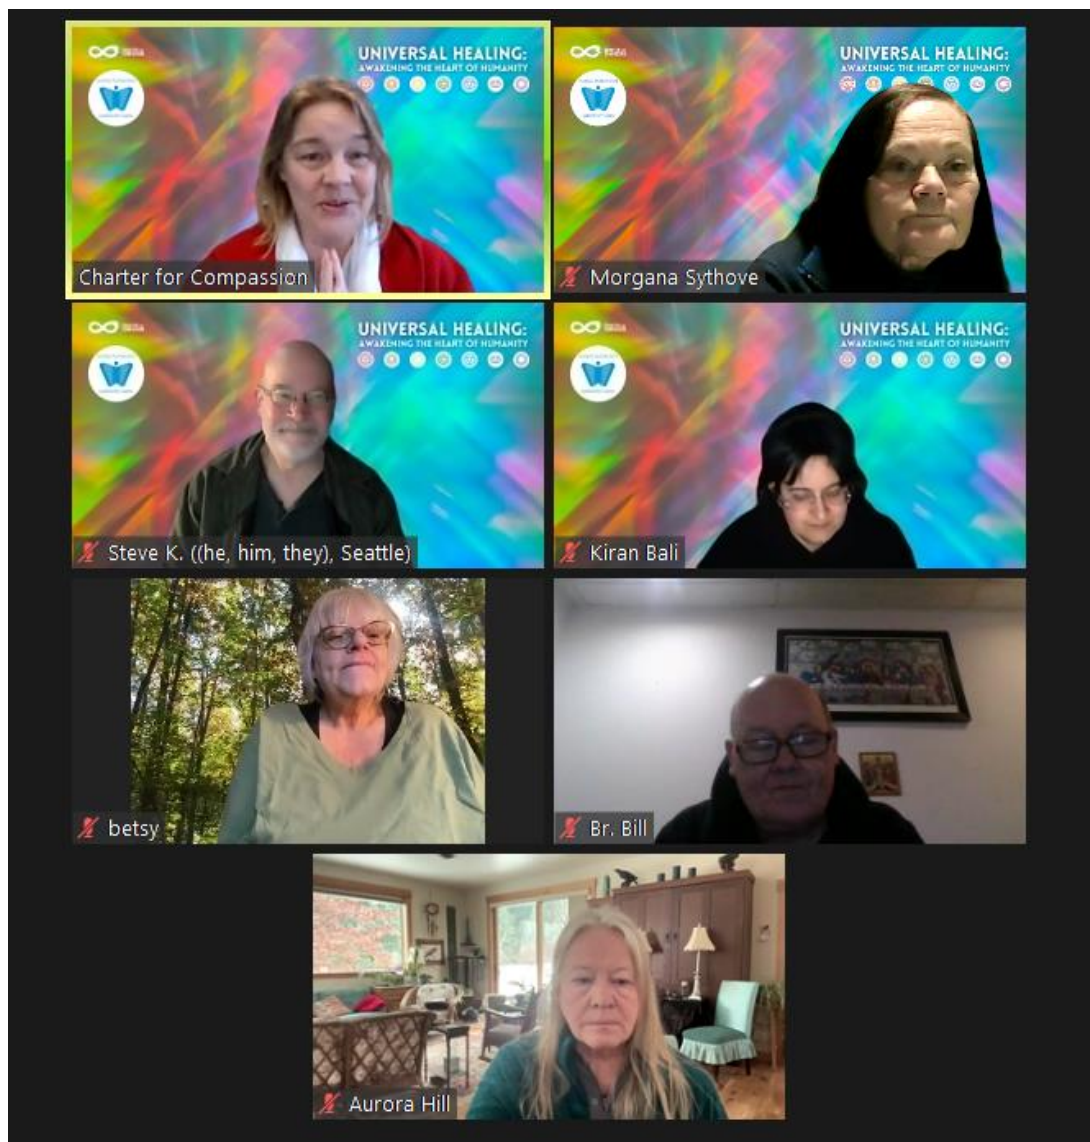 UNIVERSAL HEALING:
AWAKENING THE HEART OF HUMANITY
Charter for Compassion
UNIVERSAL HEALING:
AWAKENING THE HEART OF HUMANITY
Morgana Sythove
UNIVERSAL HEALING:
AWAKENING THE HEART OF HUMANITY
Steve K. ((he, him, they), Seattle)
UNIVERSAL HEALING:
AWAKENING THE HEART OF HUMANITY
Kiran Bali
betsy
Br. Bill
Aurora Hill